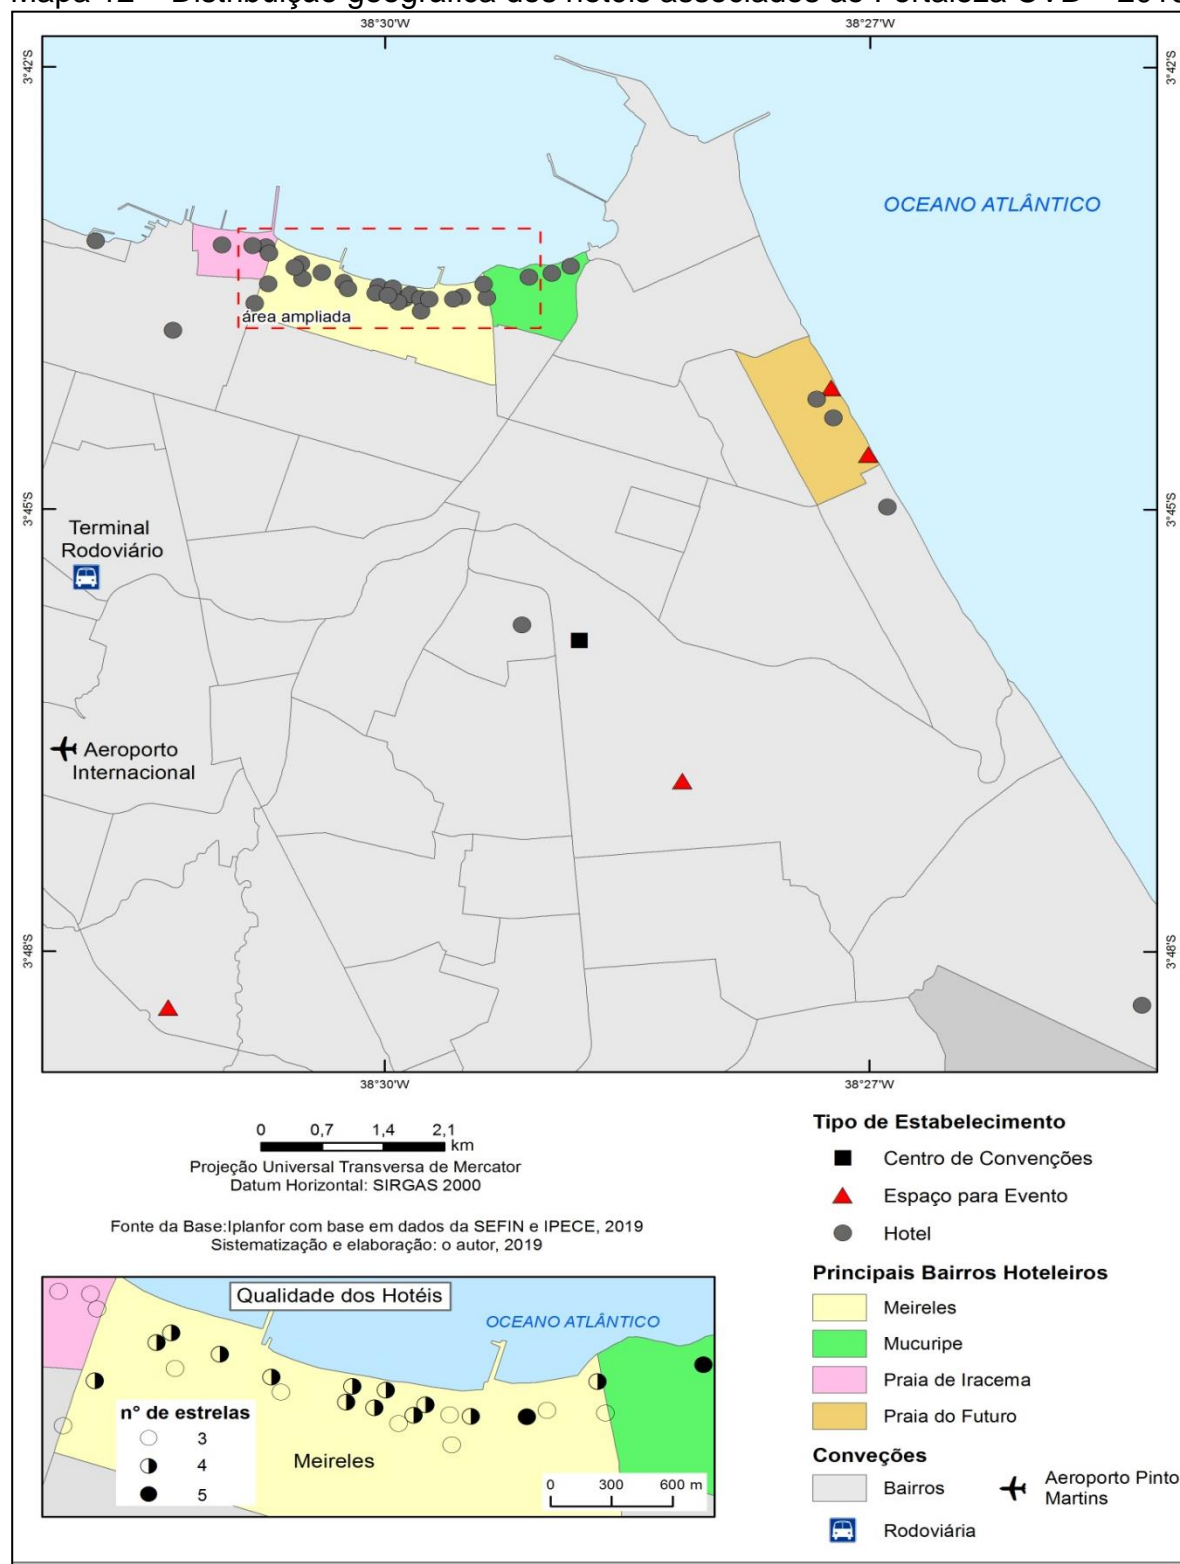 Mapa 12 – Distribuição geográfica dos hotéis associados ao Fortaleza CVB – 2018
38°30'W
38°27'W
3°42'S
3°42'S
OCEANO ATLÂNTICO
área ampliada
3°45'S
3°45'S
Terminal
Rodoviário
Aeroporto
Internacional
3°48'S
3°48'S
38°30'W
38°27'W
0 0,7 1,4 2,1
km
Projeção Universal Transversa de Mercator
Datum Horizontal: SIRGAS 2000
Fonte da Base:Iplanfor com base em dados da SEFIN e IPECE, 2019
Sistematização e elaboração: o autor, 2019
Qualidade dos Hotéis
OCEANO ATLÂNTICO
n° de estrelas
3
4
5
Meireles
0 300 600 m
Tipo de Estabelecimento
Centro de Convenções
Espaço para Evento
Hotel
Principais Bairros Hoteleiros
Meireles
Mucuripe
Praia de Iracema
Praia do Futuro
Conveções
Bairros
Aeroporto Pinto
Martins
Rodoviária